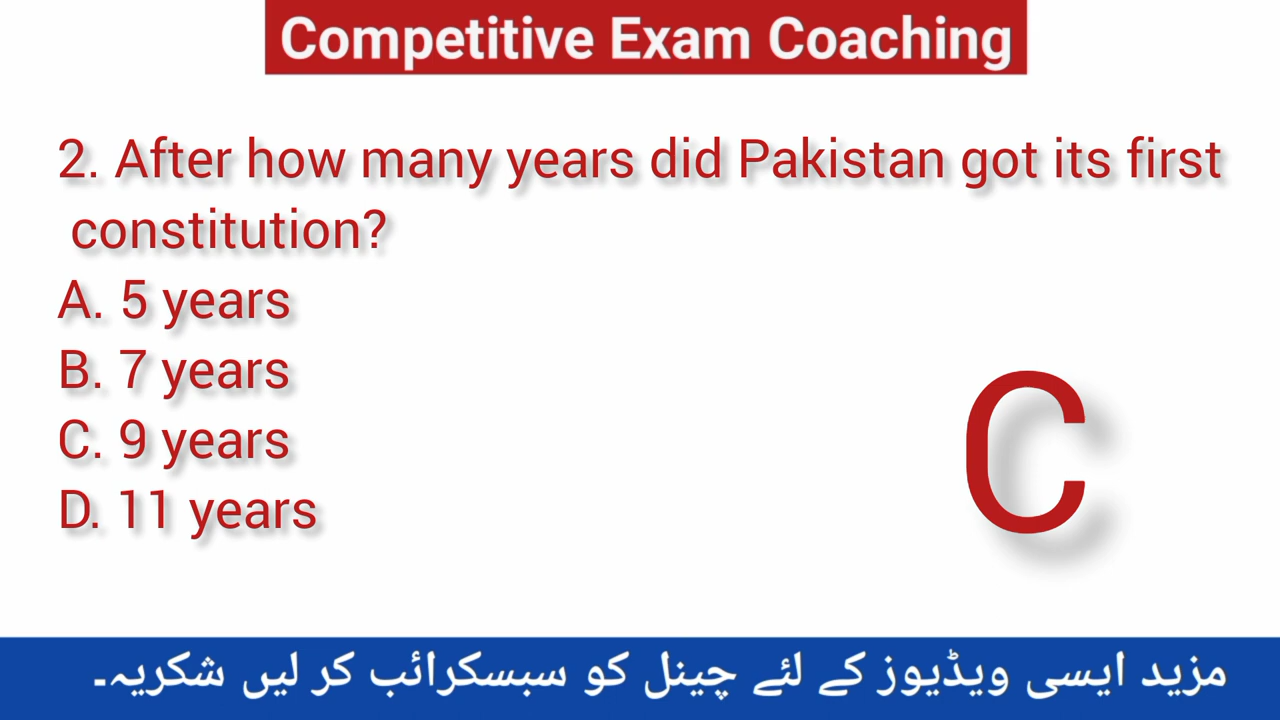 Competitive Exam Coaching
2. After how many years did Pakistan got its first
constitution?
A. 5 years
B. 7 years
C. 9 years
D. 11 years
C
مزید ایسی ویڈیوز کے لئے چینل کو سبسکرائب کر لیں شکریہ۔